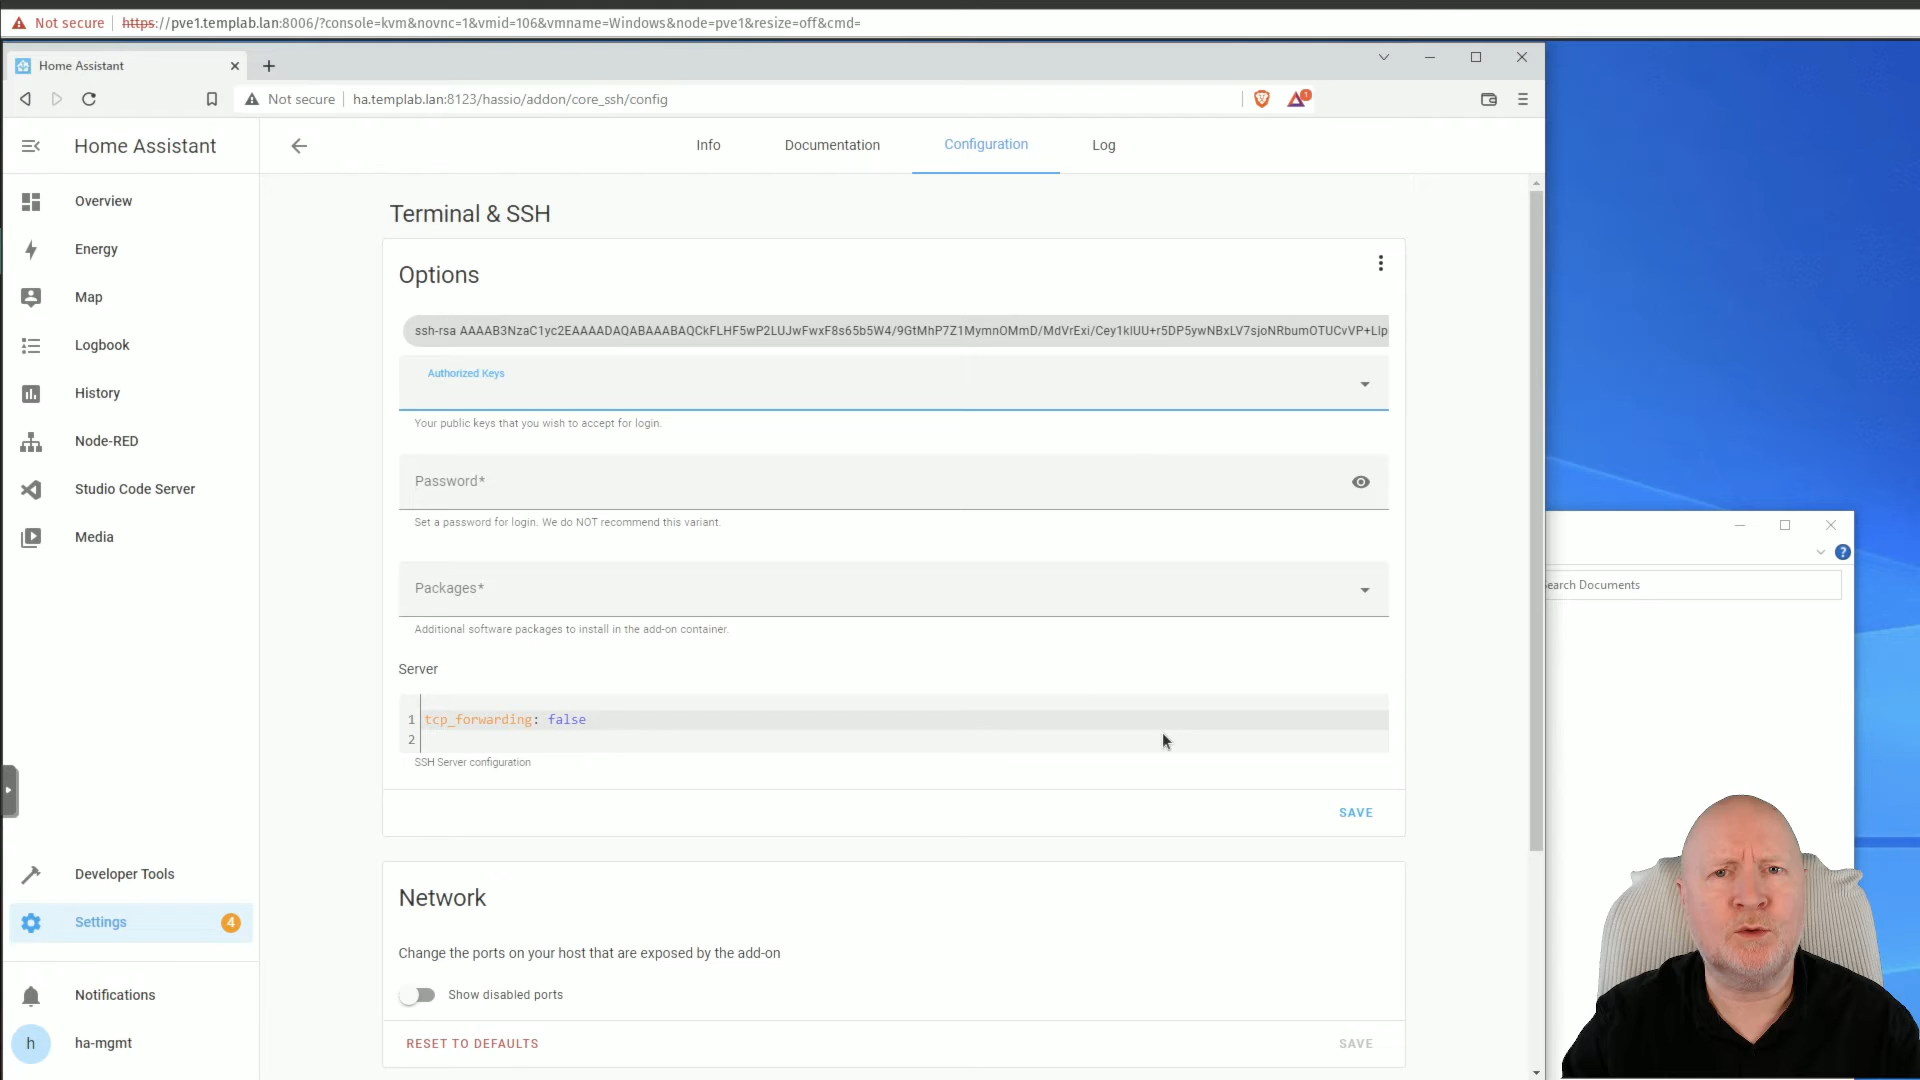 Not secure https://pve1.templab.lan:8006/?console=kvm&novnc=1&vmid=106&vmname=Windows&node=pve1&resize=off&cmd=
Home Assistant
Not secure ha.templab.lan:8123/hassio/addon/core_ssh/config
1
Home Assistant
Info Documentation Configuration Log
Overview
Energy
Map
Logbook
History
Node-RED
Studio Code Server
Media
Developer Tools
Settings 4
Notifications
h ha-mgmt
Terminal & SSH
Options
ssh-rsa
Authorized Keys
Your public keys that you wish to accept for login.
Password*
Set a password for login. We do NOT recommend this variant.
Packages*
Additional software packages to install in the add-on container.
Server
1 tcp_forwarding: false
2
SSH Server configuration
SAVE
Network
Change the ports on your host that are exposed by the add-on
Show disabled ports
RESET TO DEFAULTS SAVE
?
earch Documents